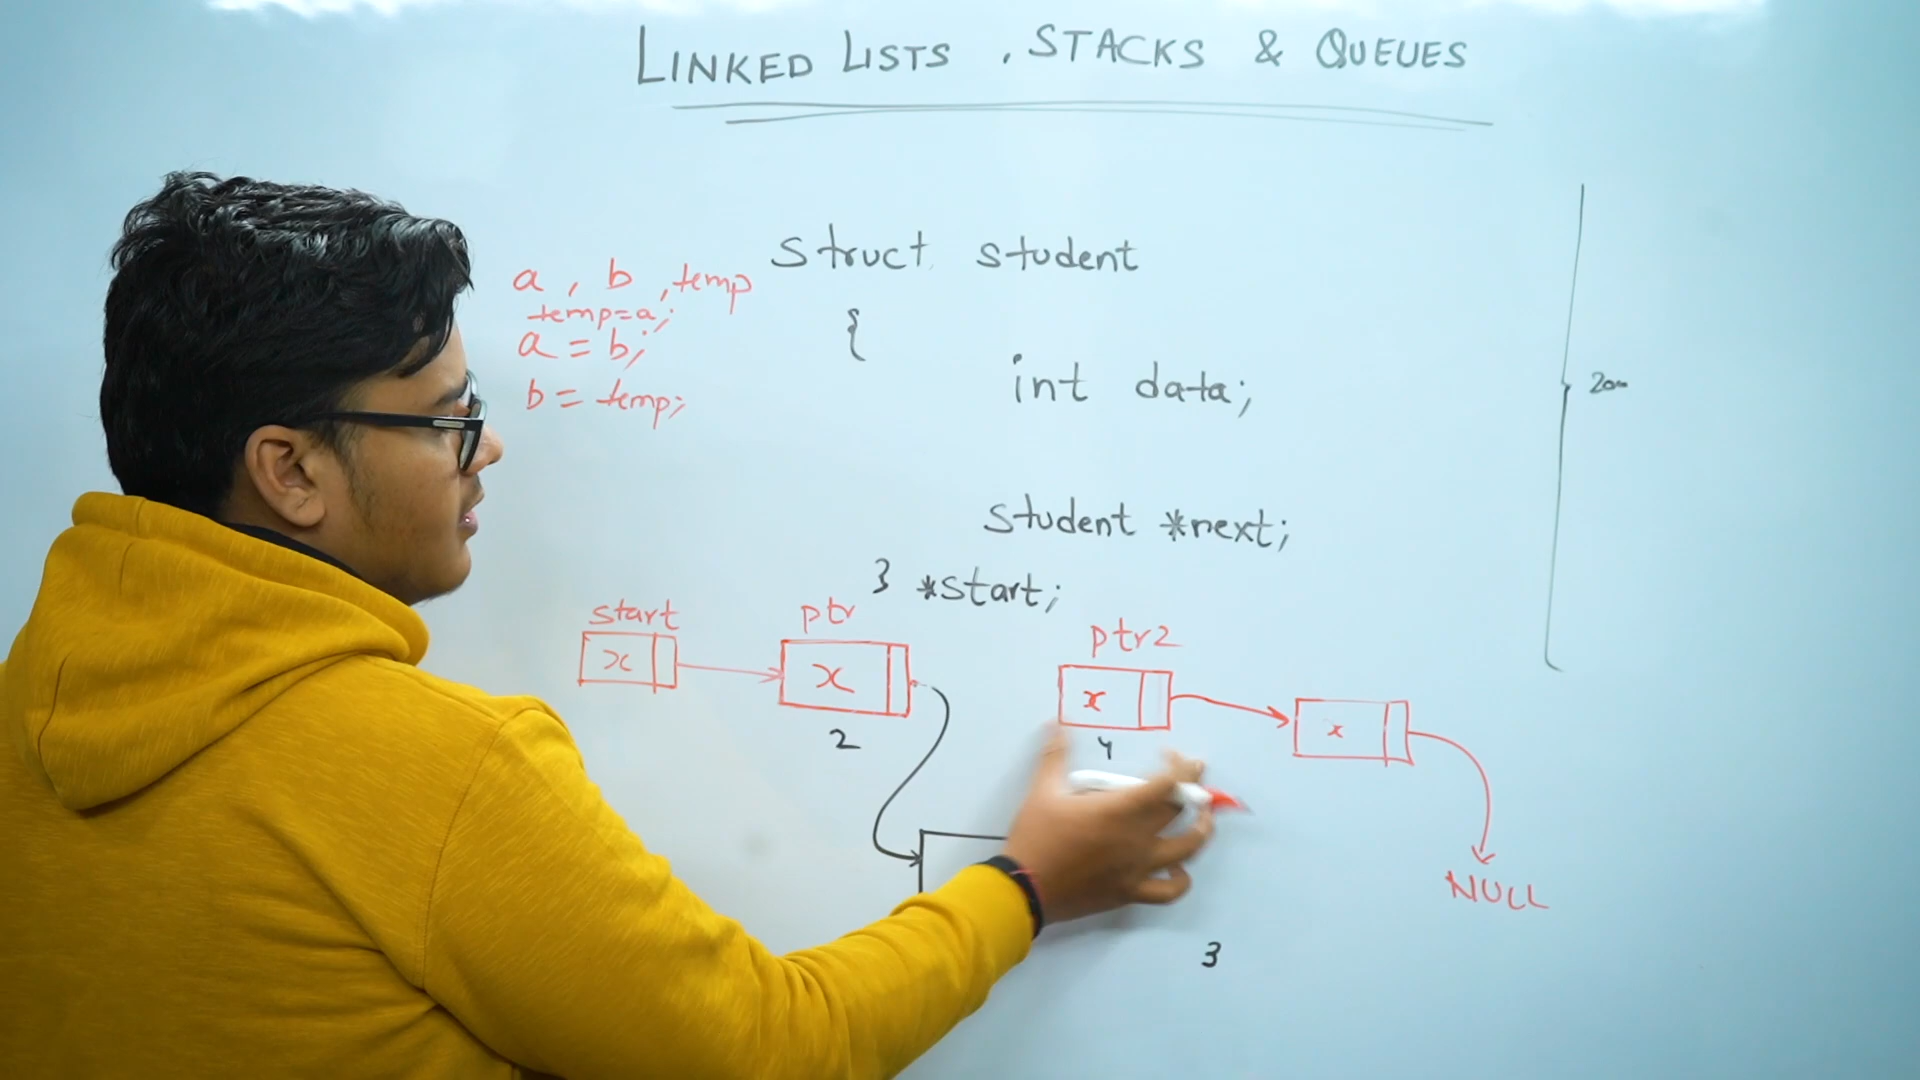 LINKED LISTS , STACKS & QUEUES
struct student
{
int data;
student *next;
} *start;
a , b , temp
temp=a;
a = b;
b = temp;
start
x
ptr
x
2
ptr2
x
4
x
NULL
3